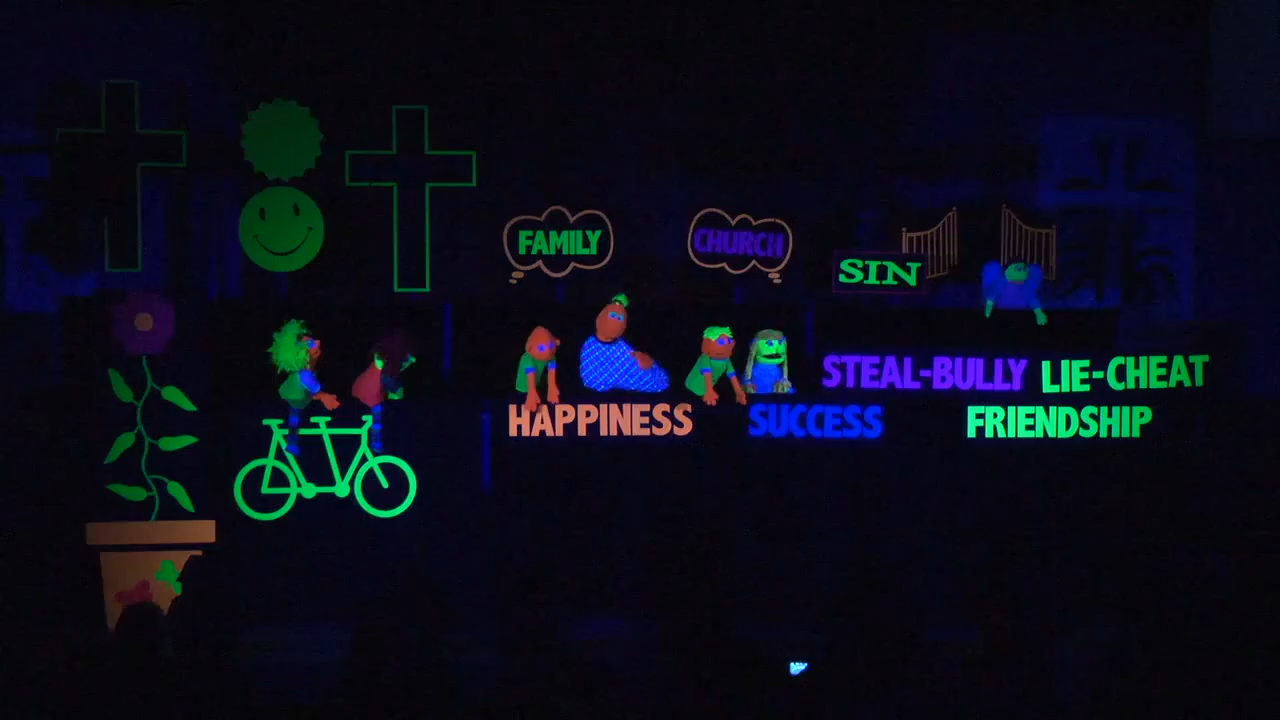 FAMILY
CHURCH
SIN
STEAL-BULLY LIE-CHEAT
HAPPINESS SUCCESS FRIENDSHIP